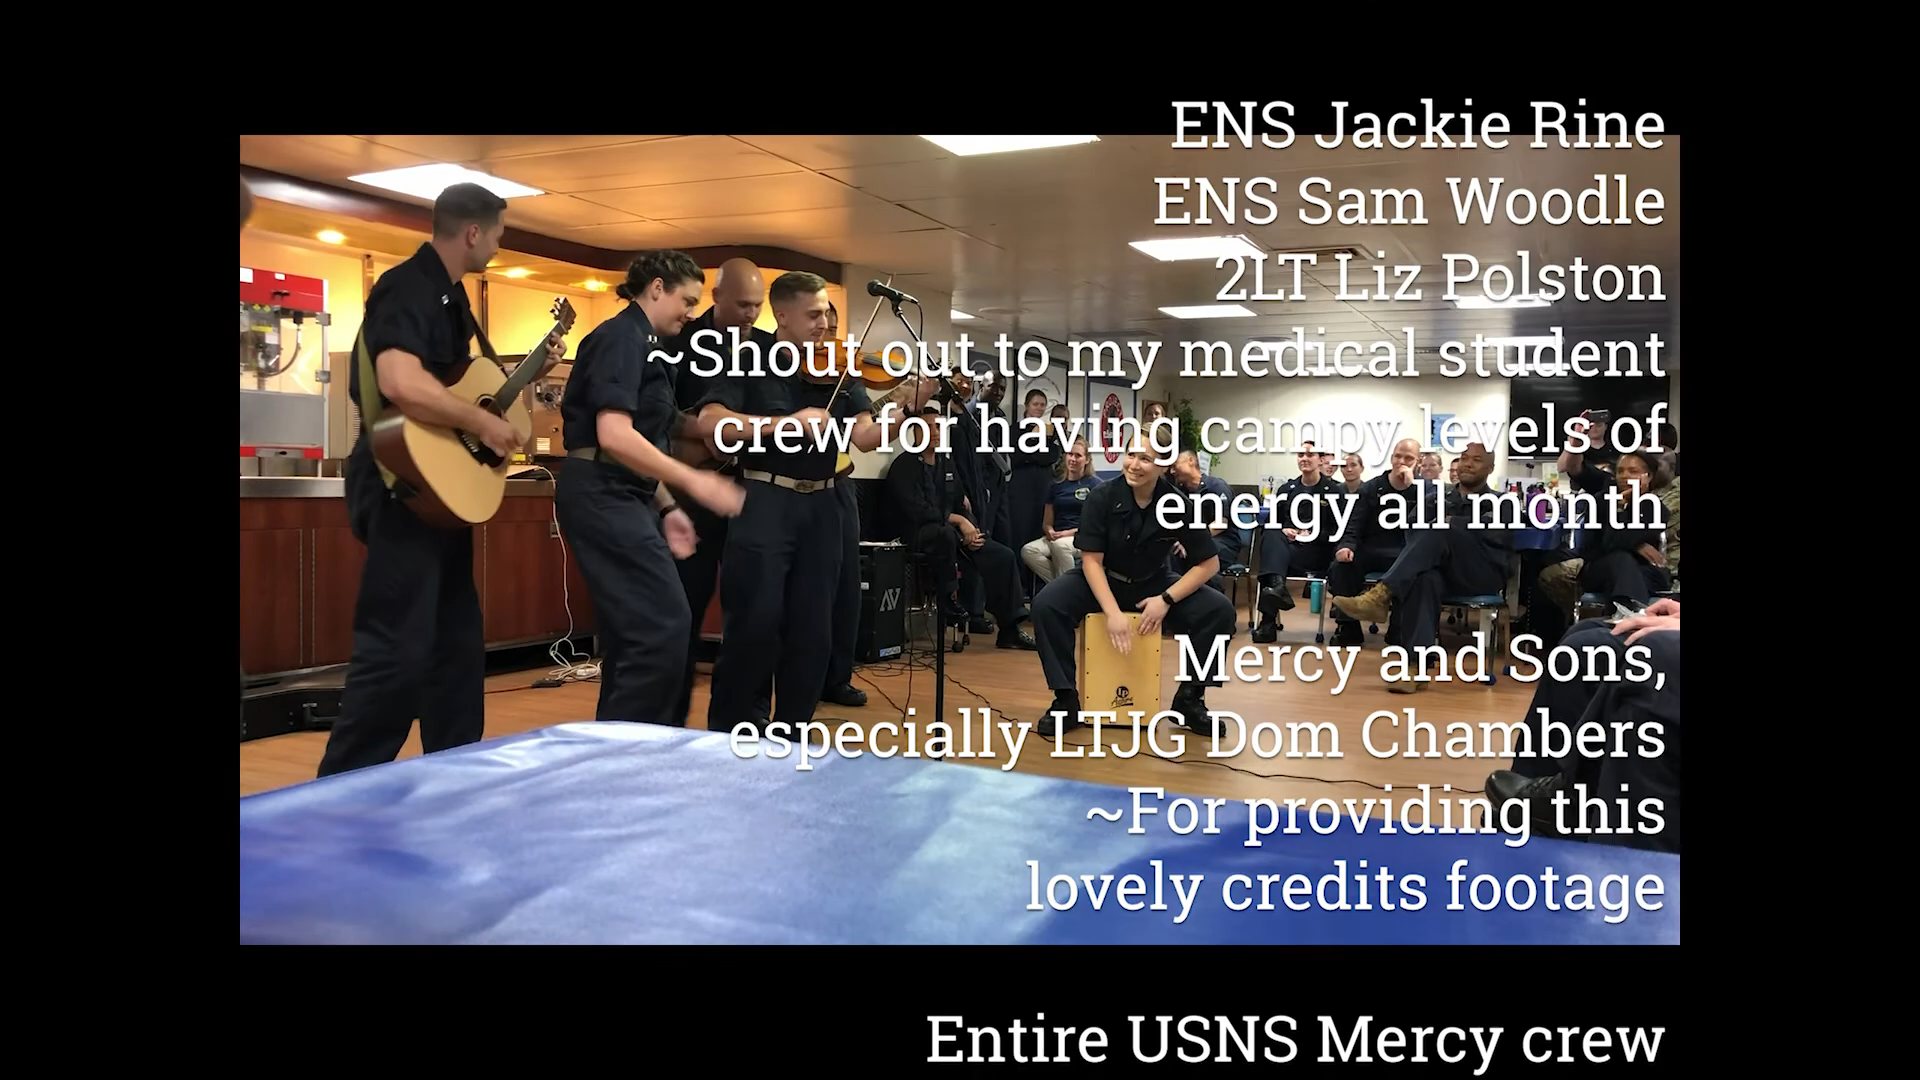 ENS Jackie Rine
ENS Sam Woodle
2LT Liz Polston
~Shout out to my medical student
crew for having campy levels of
energy all month
Mercy and Sons,
especially LTJG Dom Chambers
~For providing this
lovely credits footage
Entire USNS Mercy crew
LP